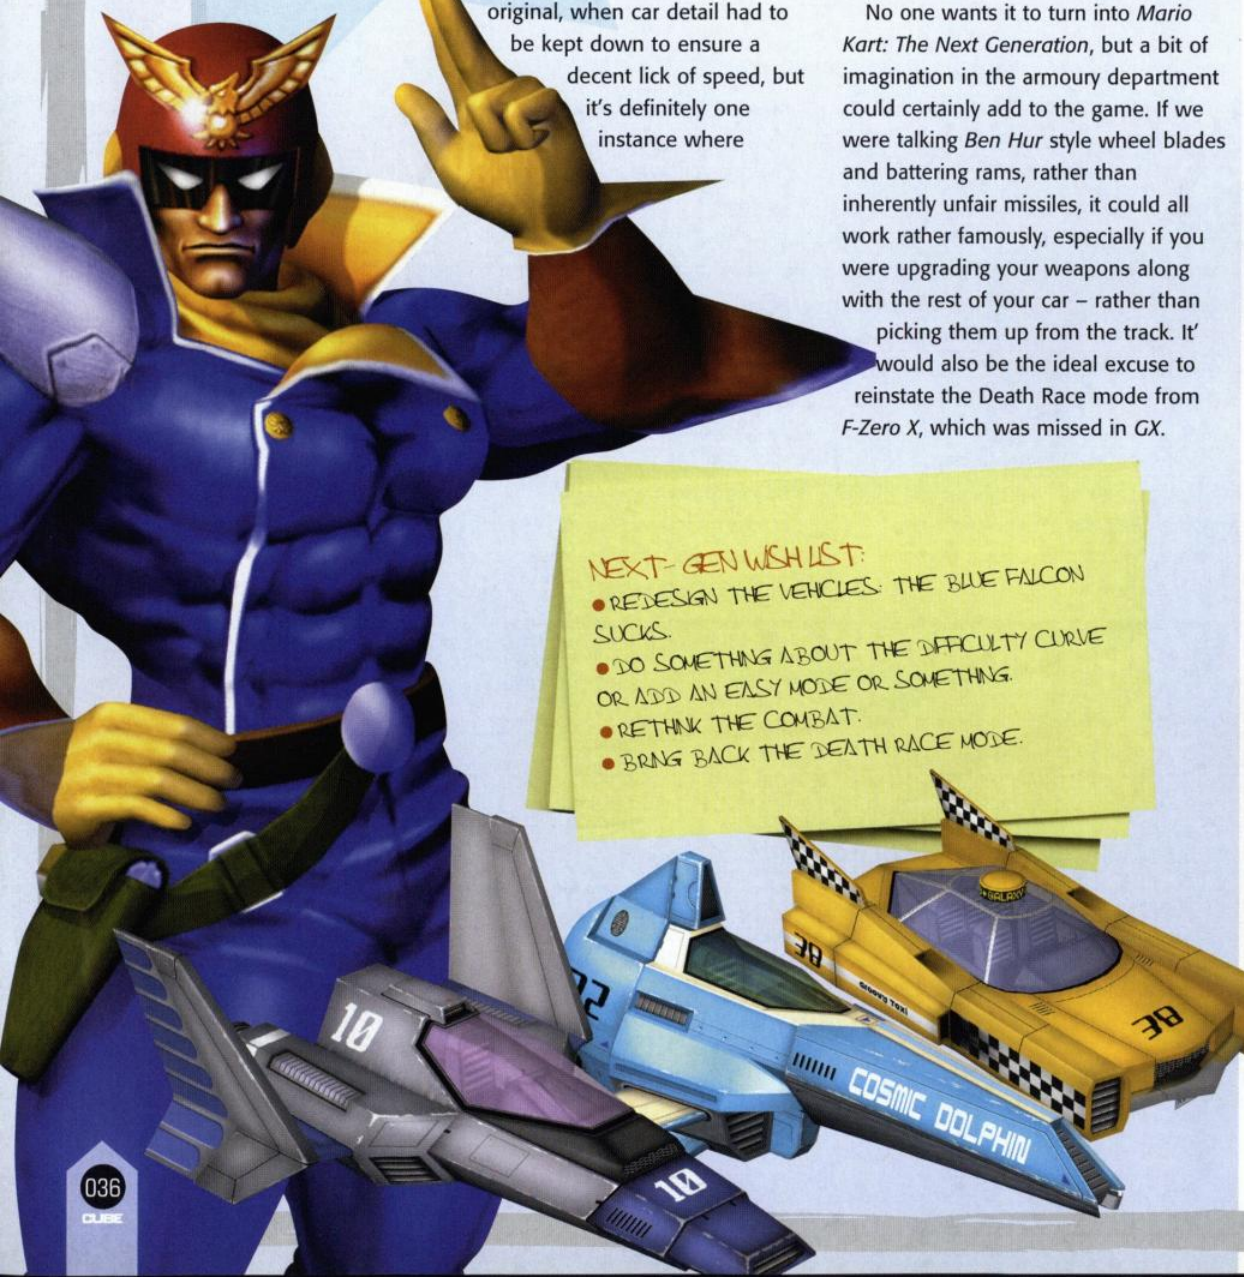 original, when car detail had to
be kept down to ensure a
decent lick of speed, but
it's definitely one
instance where
No one wants it to turn into Mario
Kart: The Next Generation, but a bit of
imagination in the armoury department
could certainly add to the game. If we
were talking Ben Hur style wheel blades
and battering rams, rather than
inherently unfair missiles, it could all
work rather famously, especially if you
were upgrading your weapons along
with the rest of your car – rather than
picking them up from the track. It'
would also be the ideal excuse to
reinstate the Death Race mode from
F-Zero X, which was missed in GX.
NEXT-GEN WISH LIST:
• REDESIGN THE VEHICLES: THE BLUE FALCON
SUCKS.
• DO SOMETHING ABOUT THE DIFFICULTY CURVE
OR ADD AN EASY MODE OR SOMETHING.
• RETHINK THE COMBAT.
• BRING BACK THE DEATH RACE MODE.
10
10
02
COSMIC DOLPHIN
38
GROOVY TAXI
38
036
CUBE